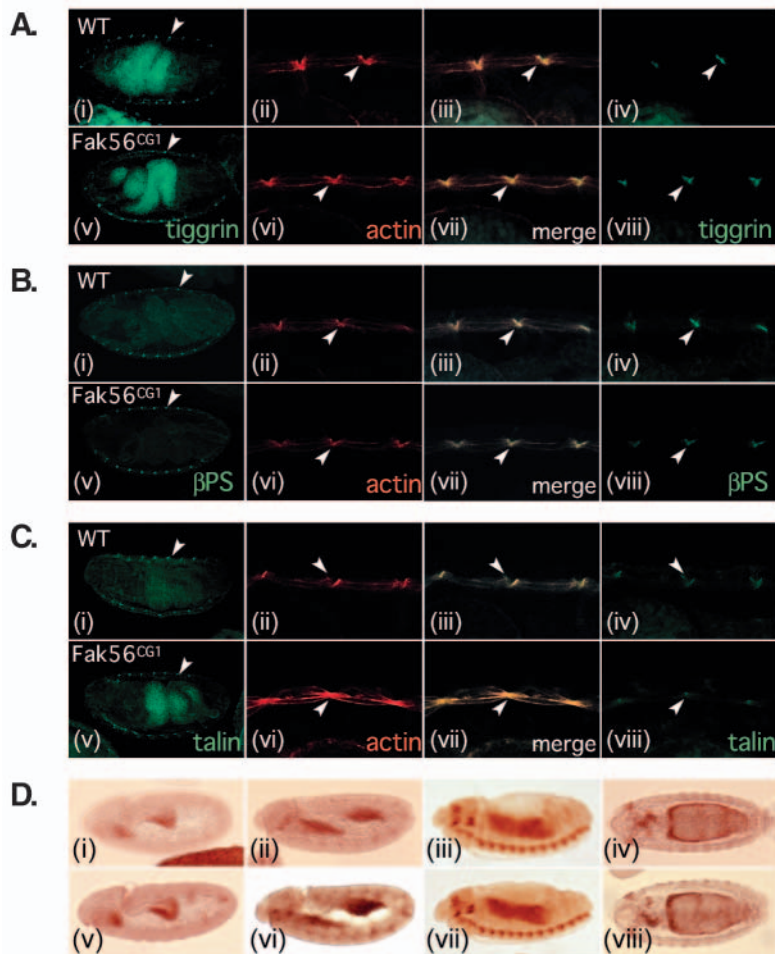 A.
WT
(i)
(ii)
(iii)
(iv)
Fak56CG1
(v)
tiggrin
(vi)
actin
(vii)
merge
(viii)
tiggrin
B.
WT
(i)
(ii)
(iii)
(iv)
Fak56CG1
(v)
βPS
(vi)
actin
(vii)
merge
(viii)
βPS
C.
WT
(i)
(ii)
(iii)
(iv)
Fak56CG1
(v)
talin
(vi)
actin
(vii)
merge
(viii)
talin
D.
(i)
(ii)
(iii)
(iv)
(v)
(vi)
(vii)
(viii)